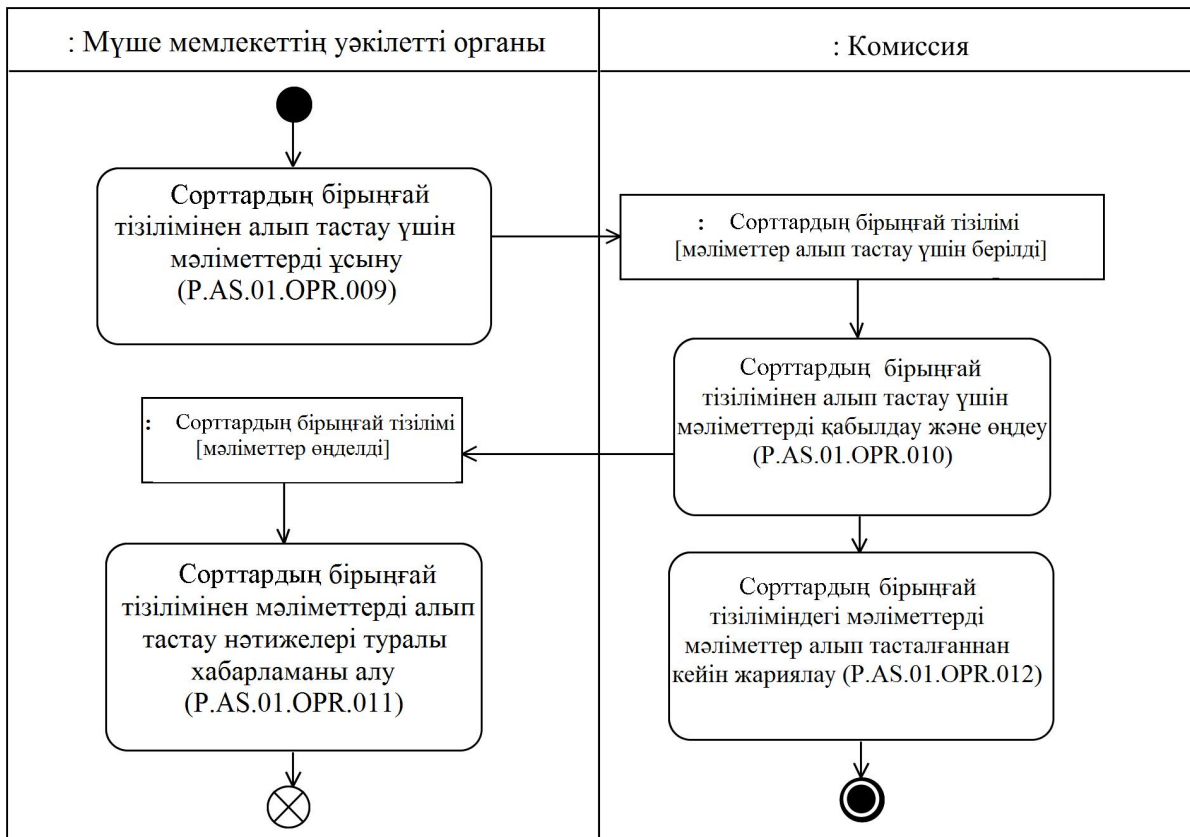 : Мүше мемлекеттің уәкілетті органы
: Комиссия
Сорттардың бірыңғай
тізілімінен алып тастау үшін
мәліметтерді ұсыну
(P.AS.01.OPR.009)
: Сорттардың бірыңғай тізілімі
[мәліметтер алып тастау үшін берілді]
Сорттардың бірыңғай
тізілімінен алып тастау үшін
мәліметтерді қабылдау және өңдеу
(P.AS.01.OPR.010)
: Сорттардың бірыңғай тізілімі
[мәліметтер өңделді]
Сорттардың бірыңғай
тізілімінен мәліметтерді алып
тастау нәтижелері туралы
хабарламаны алу
(P.AS.01.OPR.011)
Сорттардың бірыңғай
тізіліміндегі мәліметтерді
мәліметтер алып тасталғаннан
кейін жариялау (P.AS.01.OPR.012)